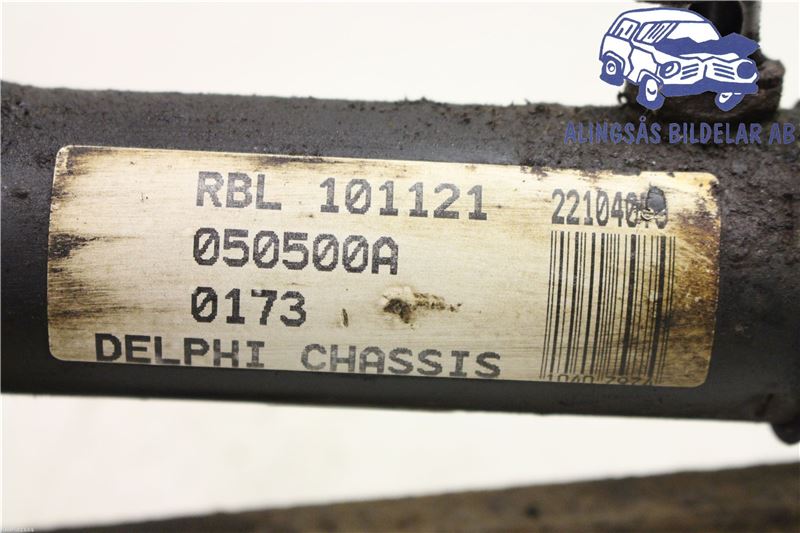 ALINGSÅS BILDELAR AB
RBL 101121
050500A
0173
DELPHI CHASSIS